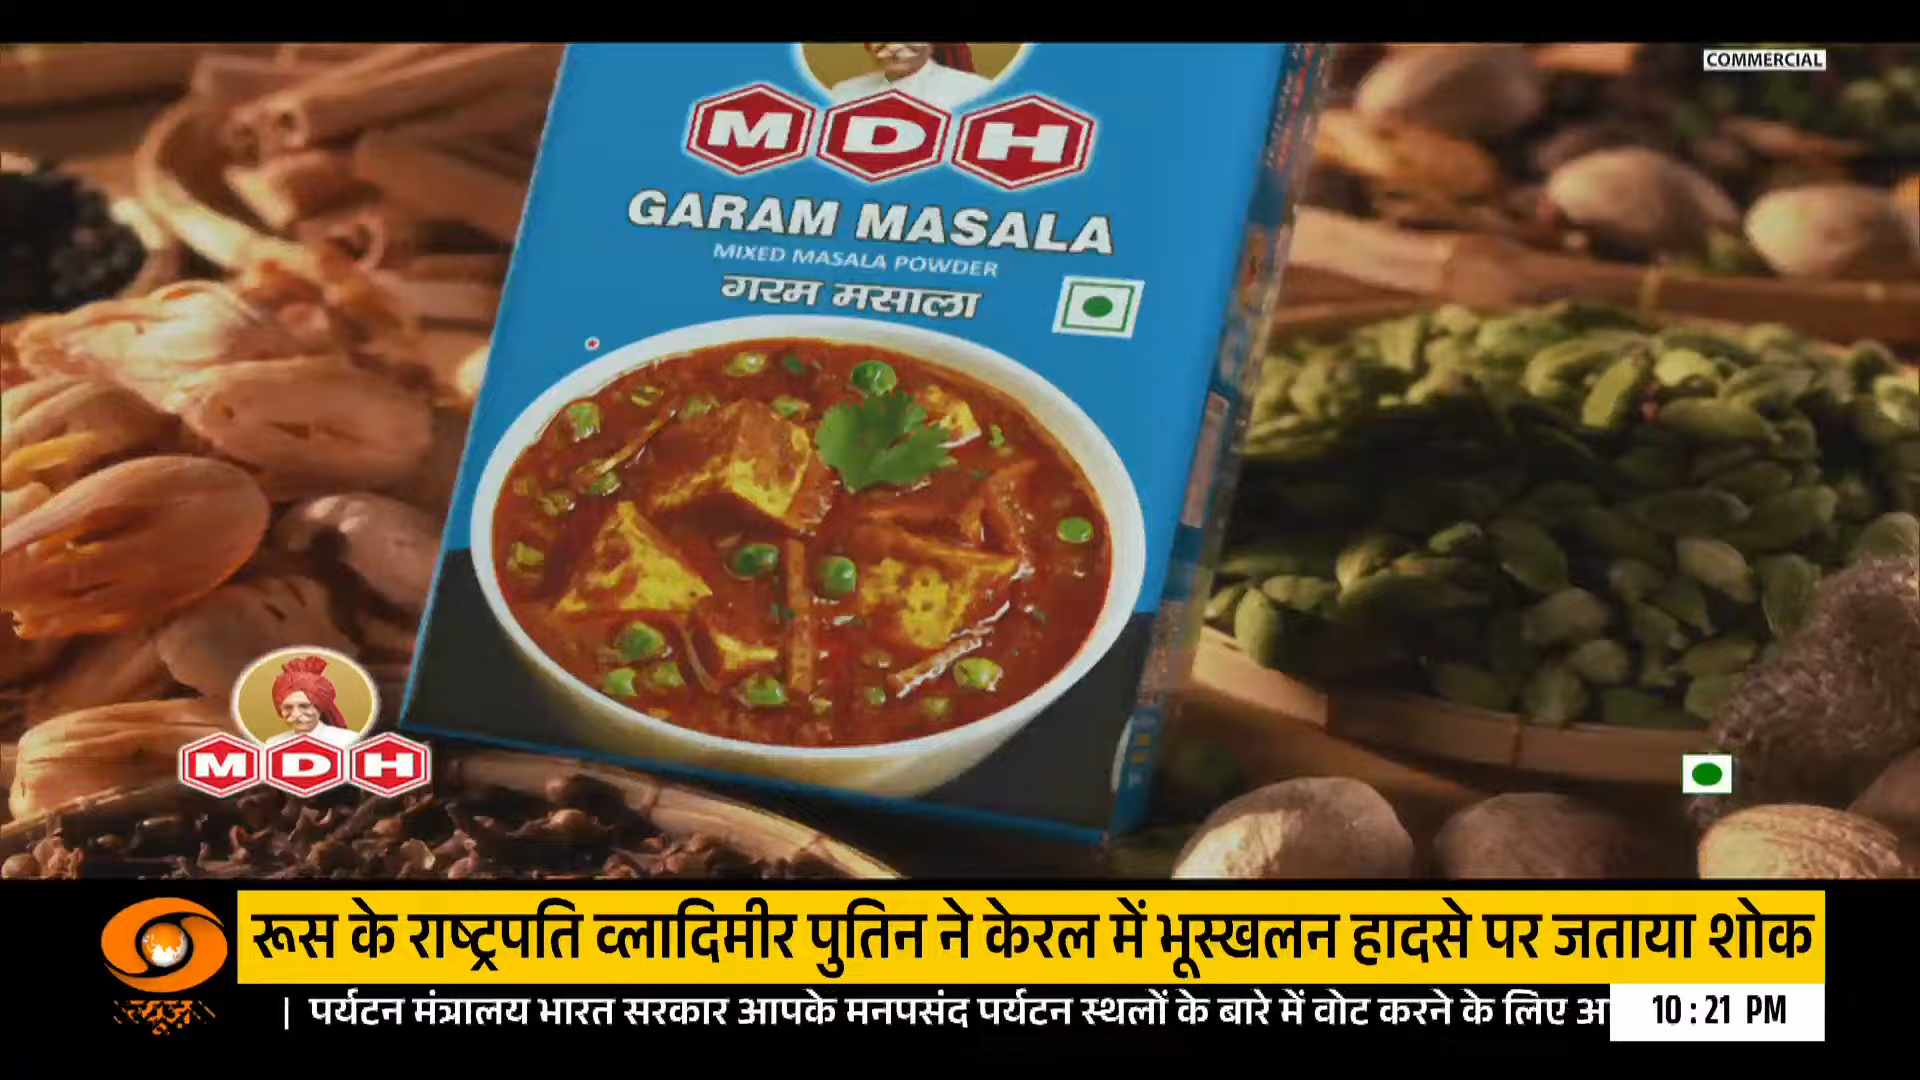 COMMERCIAL
MDH
GARAM MASALA
MIXED MASALA POWDER
गरम मसाला
MDH
रूस के राष्ट्रपति व्लादिमीर पुतिन ने केरल में भूस्खलन हादसे पर जताया शोक
न्यूज़
| पर्यटन मंत्रालय भारत सरकार आपके मनपसंद पर्यटन स्थलों के बारे में वोट करने के लिए
10:21 PM